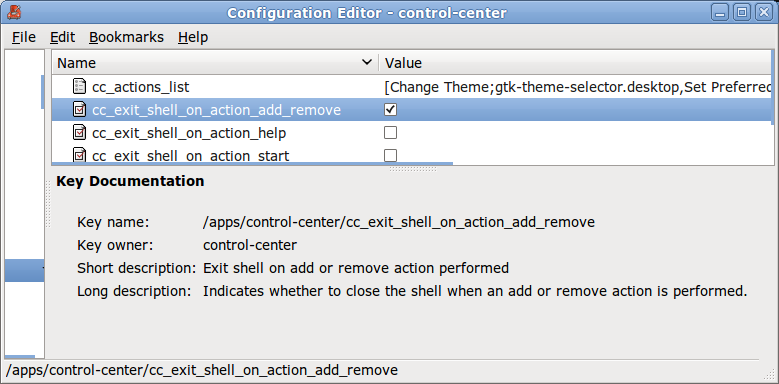 Configuration Editor - control-center
File Edit Bookmarks Help
Name Value
cc_actions_list [Change Theme;gtk-theme-selector.desktop,Set Preferred
cc_exit_shell_on_action_add_remove
cc_exit_shell_on_action_help
cc_exit_shell_on_action_start
Key Documentation
Key name: /apps/control-center/cc_exit_shell_on_action_add_remove
Key owner: control-center
Short description: Exit shell on add or remove action performed
Long description: Indicates whether to close the shell when an add or remove action is performed.
/apps/control-center/cc_exit_shell_on_action_add_remove